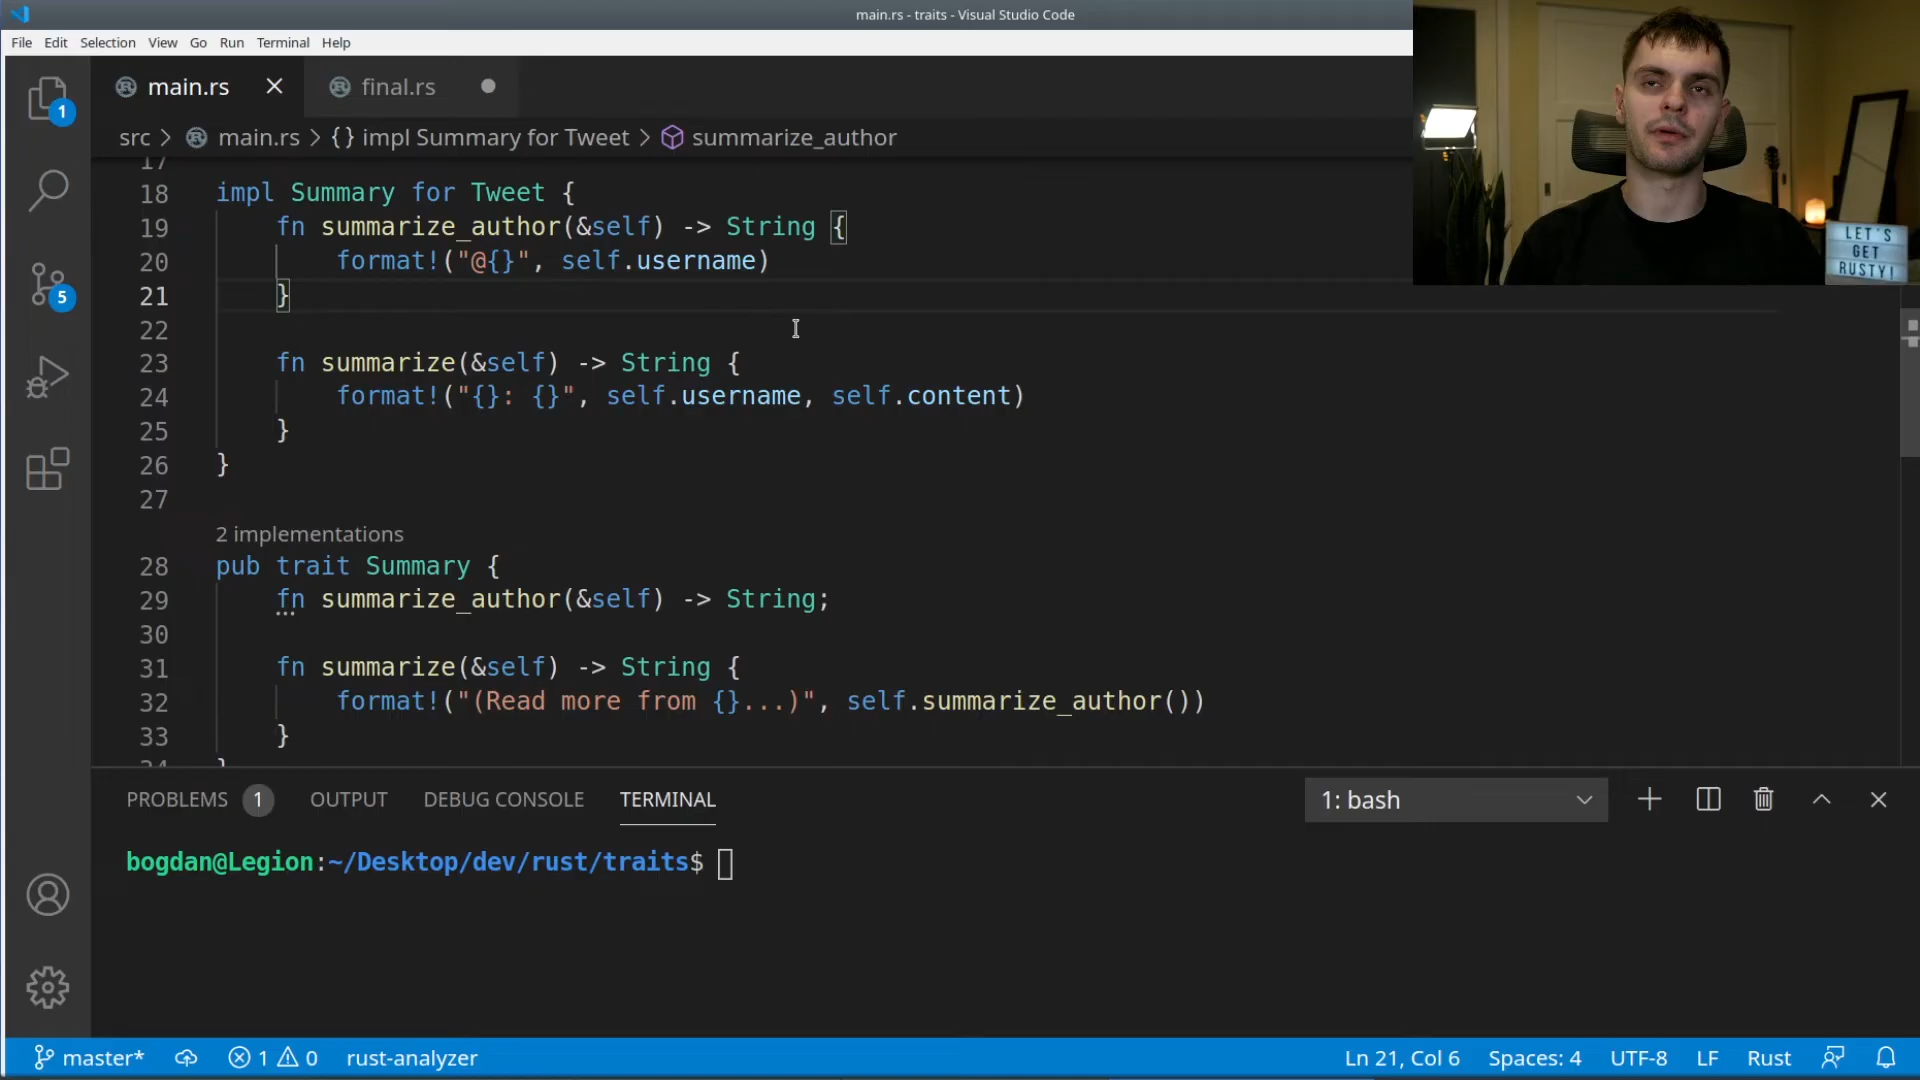 main.rs - traits - Visual Studio Code
File Edit Selection View Go Run Terminal Help
main.rs
final.rs
src > main.rs > {} impl Summary for Tweet > summarize_author
LET'S
GET
RUSTY!
1
5
17
18 impl Summary for Tweet {
19 fn summarize_author(&self) -> String {
20 format!("@{}", self.username)
21 }
22
23 fn summarize(&self) -> String {
24 format!("{}: {}", self.username, self.content)
25 }
26 }
27
2 implementations
28 pub trait Summary {
29 fn summarize_author(&self) -> String;
30
31 fn summarize(&self) -> String {
32 format!("(Read more from {}...)", self.summarize_author())
33 }
34 }
PROBLEMS 1 OUTPUT DEBUG CONSOLE TERMINAL 1: bash
bogdan@Legion:~/Desktop/dev/rust/traits$
master* 1 0 rust-analyzer Ln 21, Col 6 Spaces: 4 UTF-8 LF Rust